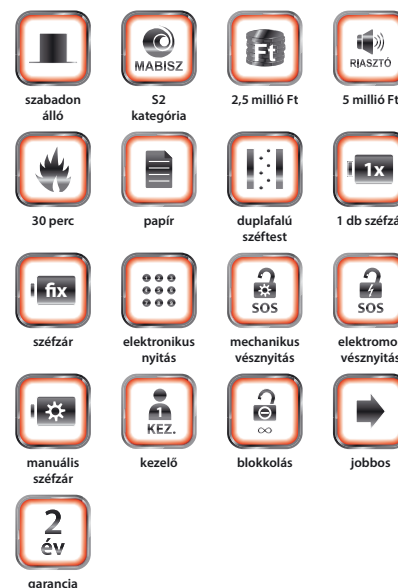 MABISZ
Ft
RIASZTÓ
szabadon
álló
S2
kategória
2,5 millió Ft
5 millió Ft
1x
30 perc
papír
duplafalú
széftest
1 db széfzá
fix
SOS
SOS
széfzár
elektronikus
nyitás
mechanikus
vésznyitás
elektromo
vésznyitás
1
KEZ.
∞
manuális
széfzár
kezelő
blokkolás
jobbos
2
év
garancia